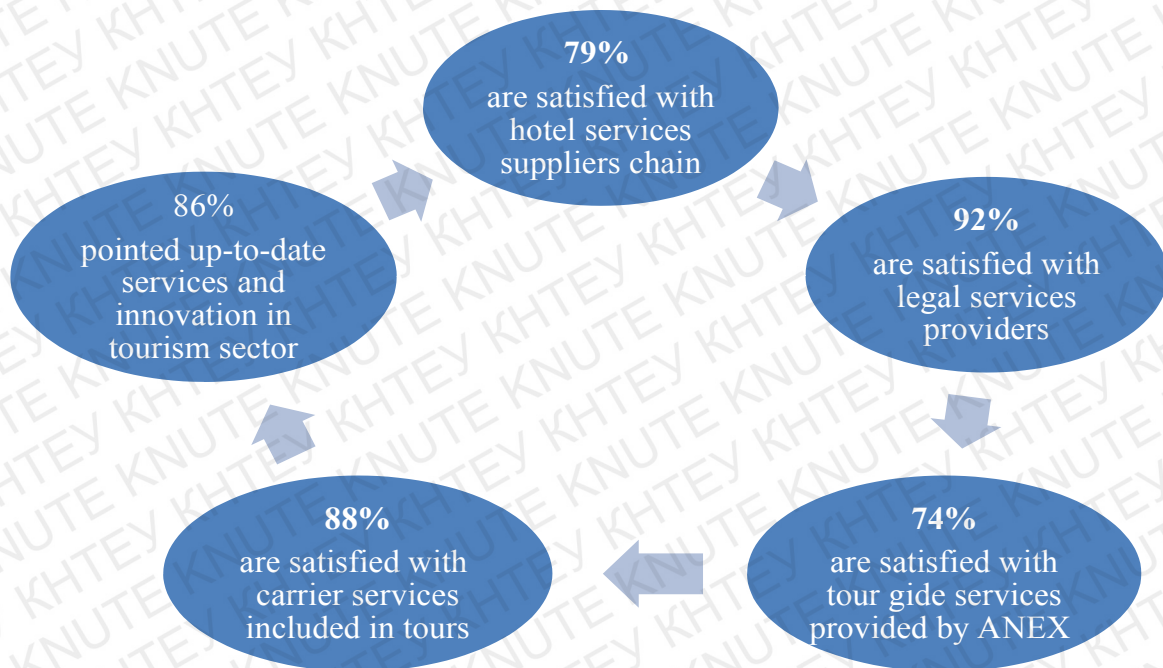 79%
are satisfied with
hotel services
suppliers chain
92%
are satisfied with
legal services
providers
74%
are satisfied with
tour gide services
provided by ANEX
88%
are satisfied with
carrier services
included in tours
86%
pointed up-to-date
services and
innovation in
tourism sector